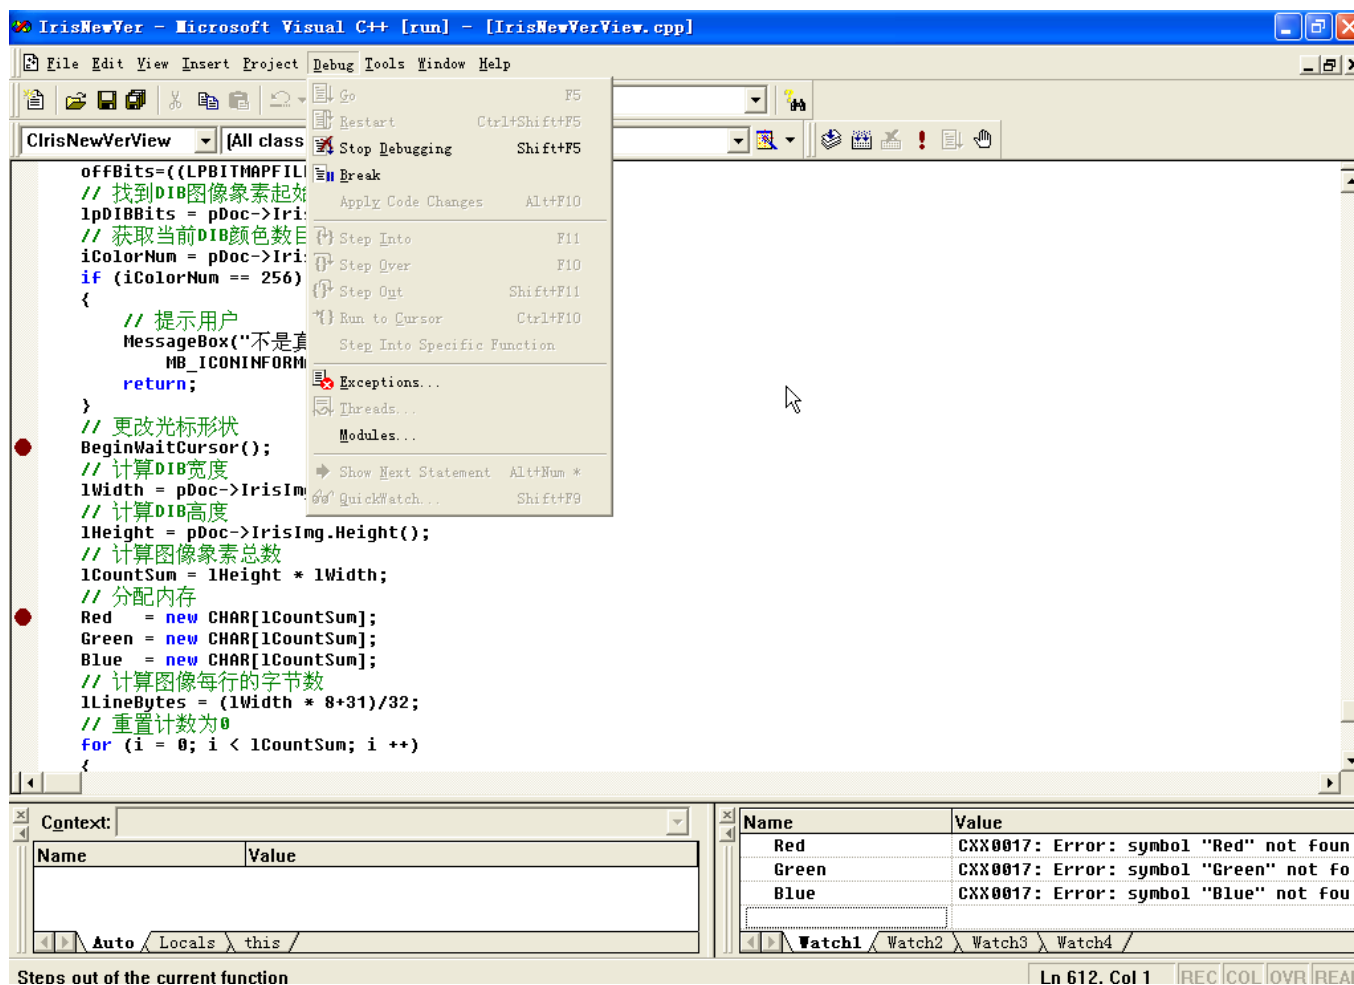 IrisNewVer - Microsoft Visual C++ [run] - [IrisNewVerView.cpp]
File Edit View Insert Project Debug Tools Window Help
CIrisNewVerView
(All class
Go F5
Restart Ctrl+Shift+F5
Stop Debugging Shift+F5
Break
Apply Code Changes Alt+F10
Step Into F11
Step Over F10
Step Out Shift+F11
Run to Cursor Ctrl+F10
Step Into Specific Function
Exceptions...
Threads...
Modules...
Show Next Statement Alt+Num *
QuickWatch... Shift+F9
offBits=((LPBITMAPFIL
// 找到DIB图像象素起始
lpDIBBits = pDoc->Iris
// 获取当前DIB颜色数目
iColorNum = pDoc->Iris
if (iColorNum == 256)
{
// 提示用户
MessageBox("不是真
MB_ICONINFORM
return;
}
// 更改光标形状
BeginWaitCursor();
// 计算DIB宽度
lWidth = pDoc->IrisIm
// 计算DIB高度
lHeight = pDoc->IrisImg.Height();
// 计算图像象素总数
lCountSum = lHeight * lWidth;
// 分配内存
Red = new CHAR[lCountSum];
Green = new CHAR[lCountSum];
Blue = new CHAR[lCountSum];
// 计算图像每行的字节数
lLineBytes = (lWidth * 8+31)/32;
// 重置计数为0
for (i = 0; i < lCountSum; i ++)
{
Context:
Name Value
Auto Locals this
Name Value
Red CXX0017: Error: symbol "Red" not foun
Green CXX0017: Error: symbol "Green" not fo
Blue CXX0017: Error: symbol "Blue" not fou
Watch1 Watch2 Watch3 Watch4
Steps out of the current function
Ln 612, Col 1 REC COL OVR REA